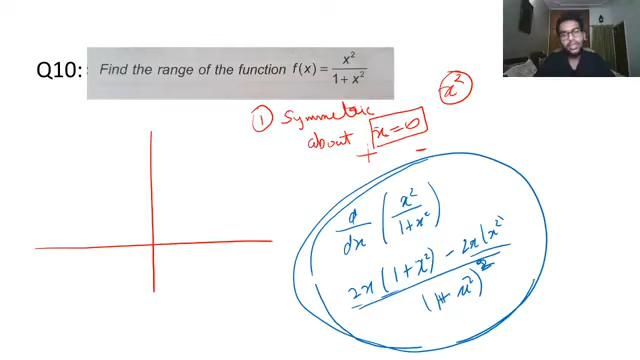 Q10: Find the range of the function f(x) = x² / 1 + x²
① Symmetric
about x = 0
+ -
x²
d/dx (x² / 1+x²)
2x(1+x²) - 2x(x²) / (1+x²)²